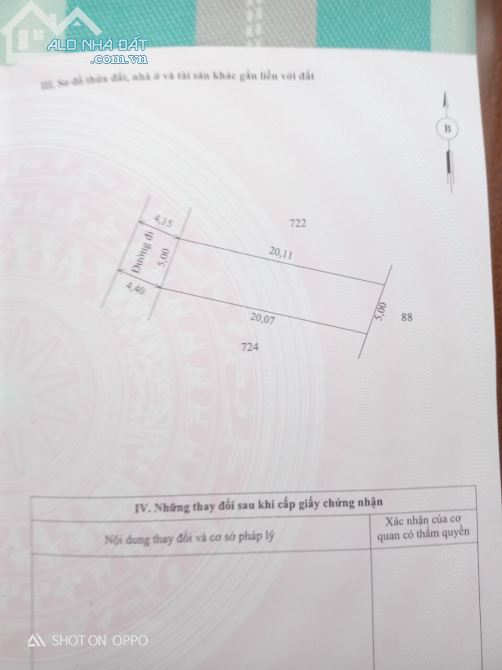 ALO NHÀ ĐẤT
.com.vn
III. Sơ đồ thửa đất, nhà ở và tài sản khác gắn liền với đất
B
4,15
722
Đường đi
5,00
20,11
4,40
20,07
5,00
88
724
IV. Những thay đổi sau khi cấp giấy chứng nhận
Nội dung thay đổi và cơ sở pháp lý
Xác nhận của cơ
quan có thẩm quyền
SHOT ON OPPO